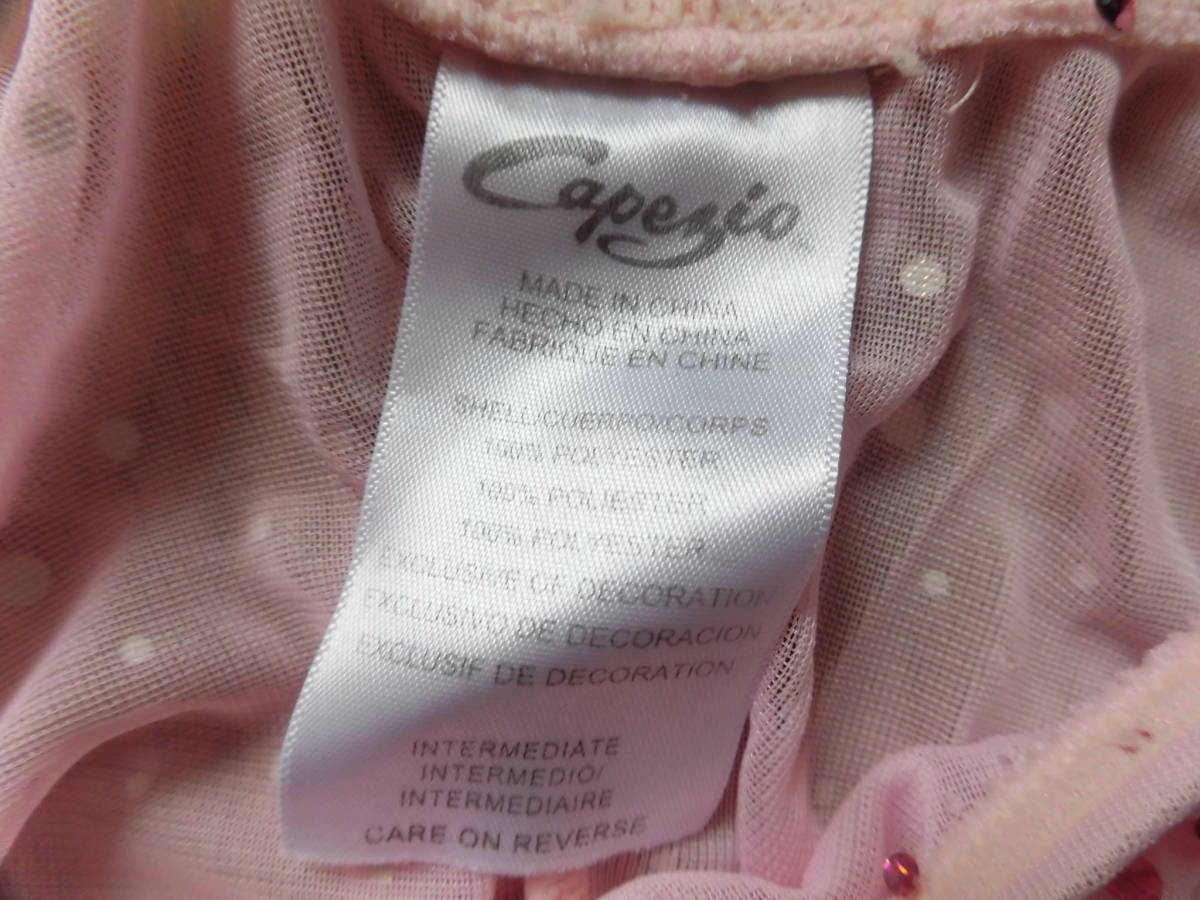 Capezio
MADE IN CHINA
HECHO EN CHINA
FABRIQUE EN CHINE
SHELL/CUERPO/CORPS
100% POLYESTER
100% POLIESTER
100% POLYESTER
EXCLUSIVE OF DECORATION
EXCLUSIVO DE DECORACION
EXCLUSIF DE DECORATION
INTERMEDIATE
INTERMEDIO/
INTERMEDIAIRE
CARE ON REVERSE